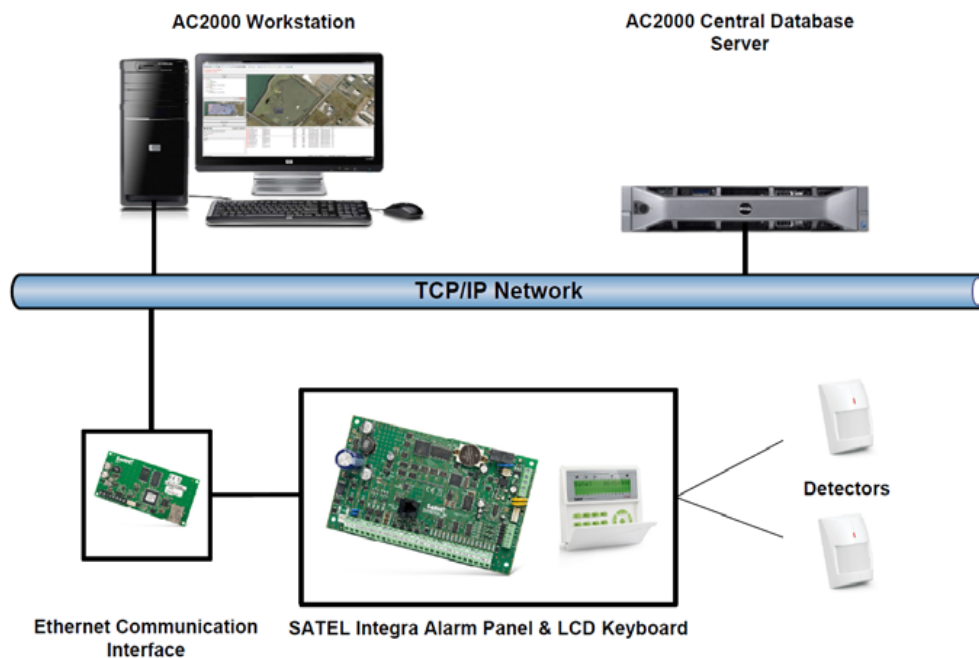 AC2000 Workstation
AC2000 Central Database
Server
TCP/IP Network
Detectors
Ethernet Communication
Interface
SATEL Integra Alarm Panel & LCD Keyboard